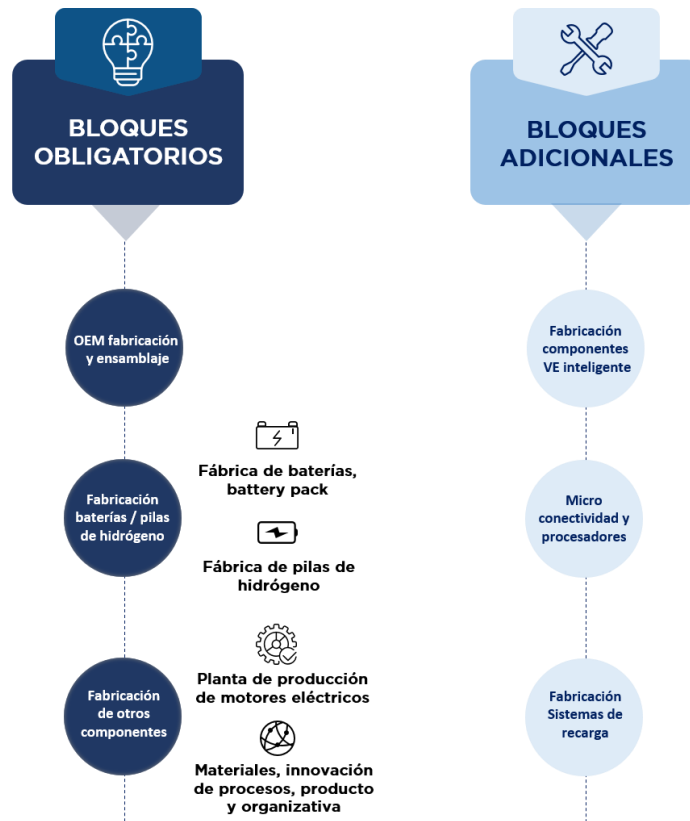 BLOQUES
OBLIGATORIOS
OEM fabricación
y ensamblaje
Fabricación
baterías / pilas
de hidrógeno
Fábrica de baterías,
battery pack
Fábrica de pilas de
hidrógeno
Fabricación
de otros
componentes
Planta de producción
de motores eléctricos
Materiales, innovación
de procesos, producto
y organizativa
BLOQUES
ADICIONALES
Fabricación
componentes
VE inteligente
Micro
conectividad y
procesadores
Fabricación
Sistemas de
recarga